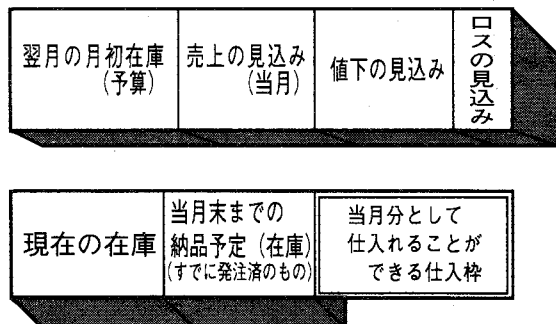 翌月の月初在庫
(予算)
売上の見込み
(当月)
値下の見込み
ロスの見込み
現在の在庫
当月末までの
納品予定(在庫)
(すでに発注済のもの)
当月分として
仕入れることが
できる仕入枠